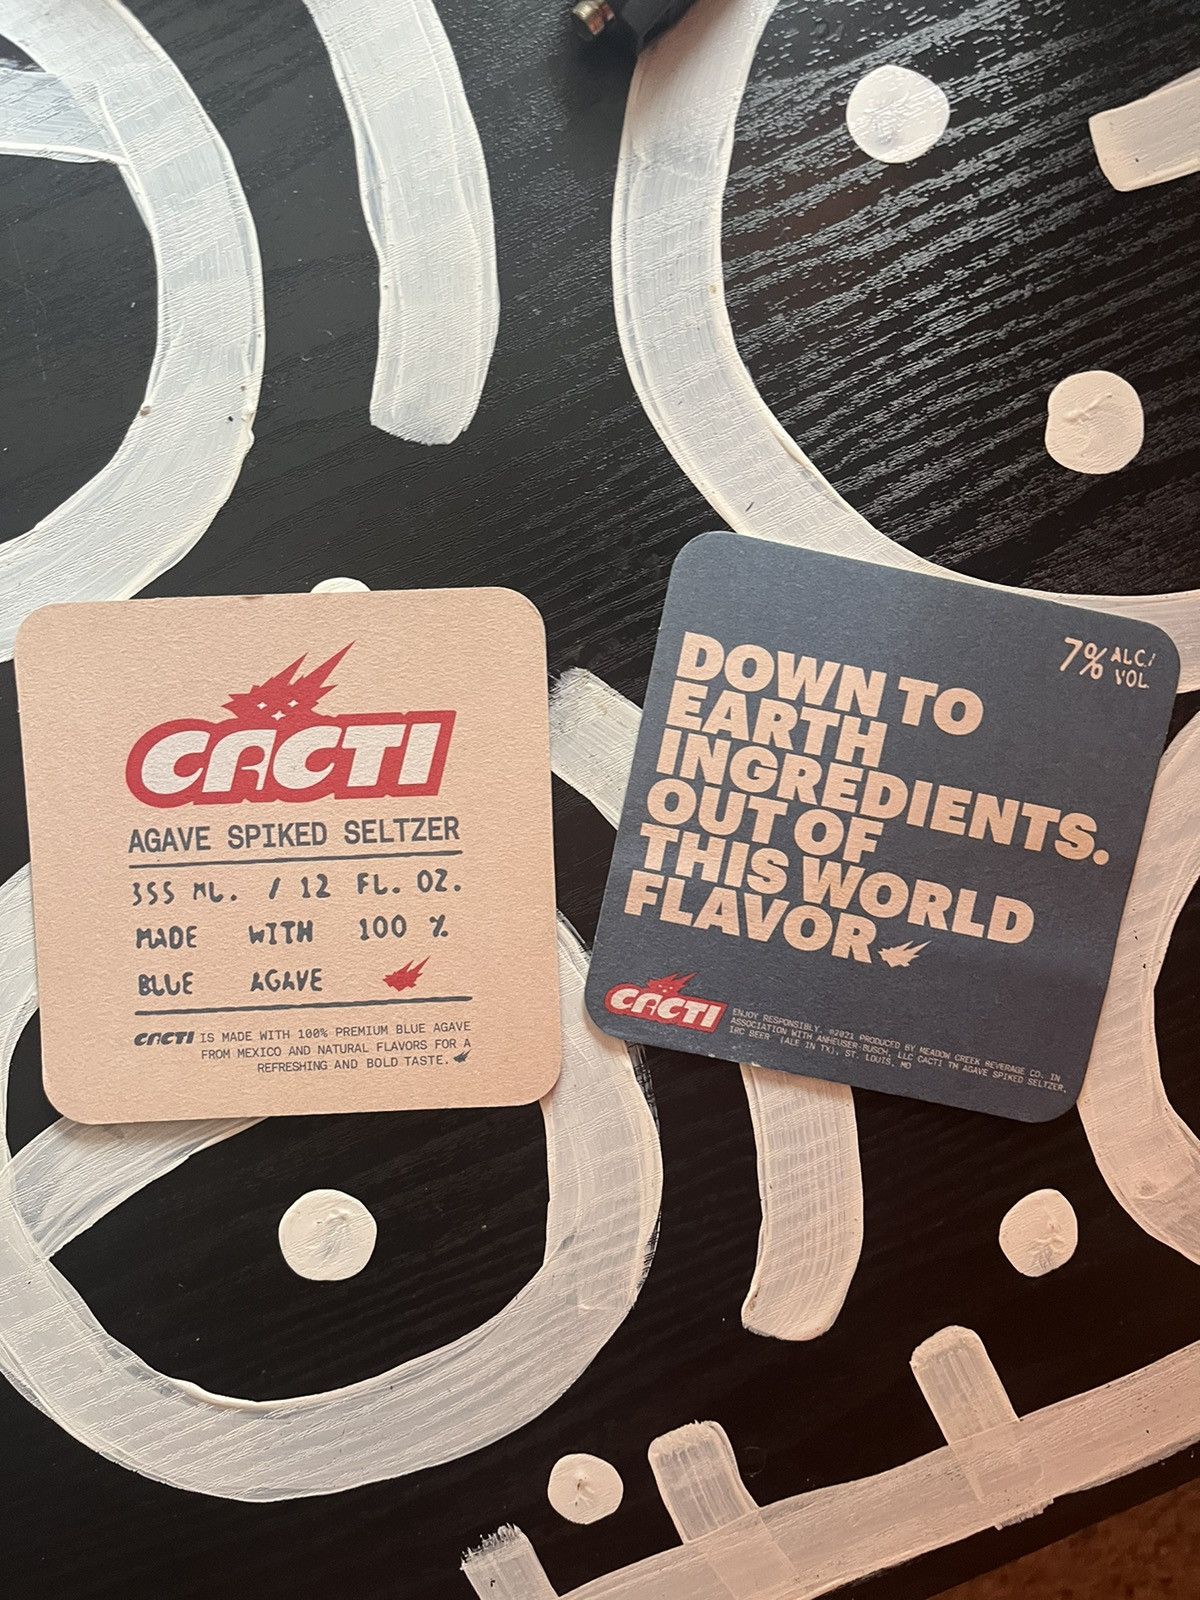 CACTI
AGAVE SPIKED SELTZER
355 ML. / 12 FL. OZ.
MADE WITH 100 %
BLUE AGAVE
CACTI IS MADE WITH 100% PREMIUM BLUE AGAVE
FROM MEXICO AND NATURAL FLAVORS FOR A
REFRESHING AND BOLD TASTE.
7% ALC./
VOL.
DOWN TO
EARTH
INGREDIENTS.
OUT OF
THIS WORLD
FLAVOR
CACTI
ENJOY RESPONSIBLY. ©2021 PRODUCED BY MEADOW CREEK BEVERAGE CO. IN
ASSOCIATION WITH ANHEUSER-BUSCH, LLC CACTI TM AGAVE SPIKED SELTZER.
IRC BEER (ALE IN TX), ST. LOUIS, MO